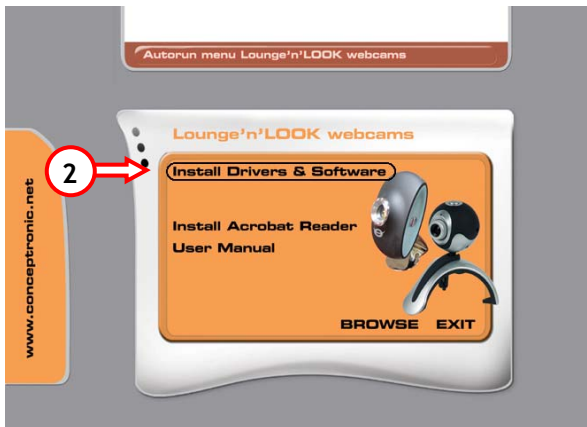 Autorun menu Lounge'n'LOOK webcams
www.conceptronic.net
Lounge'n'LOOK webcams
2
Install Drivers & Software
Install Acrobat Reader
User Manual
BROWSE EXIT